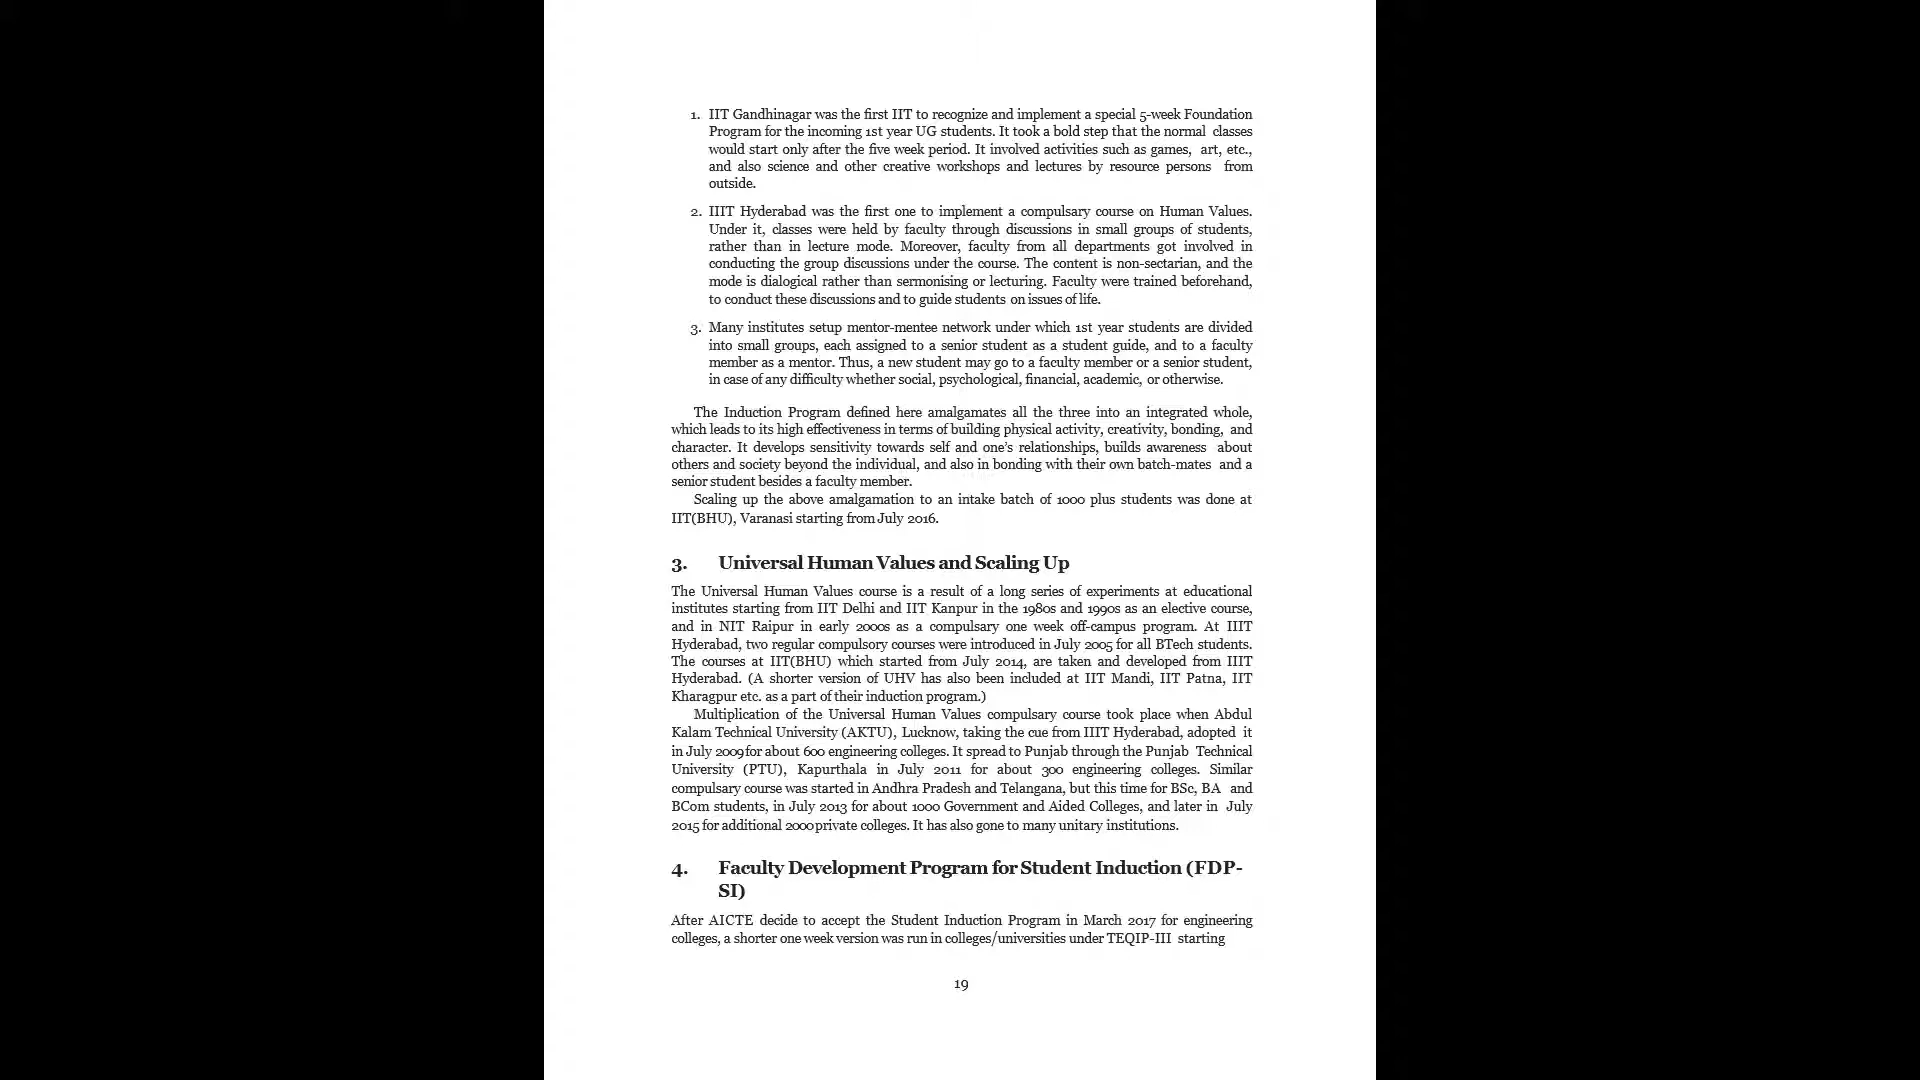 1. IIT Gandhinagar was the first IIT to recognize and implement a special 5-week Foundation
Program for the incoming 1st year UG students. It took a bold step that the normal classes
would start only after the five week period. It involved activities such as games, art, etc.,
and also science and other creative workshops and lectures by resource persons from
outside.
2. IIIT Hyderabad was the first one to implement a compulsary course on Human Values.
Under it, classes were held by faculty through discussions in small groups of students,
rather than in lecture mode. Moreover, faculty from all departments got involved in
conducting the group discussions under the course. The content is non-sectarian, and the
mode is dialogical rather than sermonising or lecturing. Faculty were trained beforehand,
to conduct these discussions and to guide students on issues of life.
3. Many institutes setup mentor-mentee network under which 1st year students are divided
into small groups, each assigned to a senior student as a student guide, and to a faculty
member as a mentor. Thus, a new student may go to a faculty member or a senior student,
in case of any difficulty whether social, psychological, financial, academic, or otherwise.
The Induction Program defined here amalgamates all the three into an integrated whole,
which leads to its high effectiveness in terms of building physical activity, creativity, bonding, and
character. It develops sensitivity towards self and one's relationships, builds awareness about
others and society beyond the individual, and also in bonding with their own batch-mates and a
senior student besides a faculty member.
Scaling up the above amalgamation to an intake batch of 1000 plus students was done at
IIT(BHU), Varanasi starting from July 2016.
3. Universal Human Values and Scaling Up
The Universal Human Values course is a result of a long series of experiments at educational
institutes starting from IIT Delhi and IIT Kanpur in the 1980s and 1990s as an elective course,
and in NIT Raipur in early 2000s as a compulsary one week off-campus program. At IIIT
Hyderabad, two regular compulsory courses were introduced in July 2005 for all BTech students.
The courses at IIT(BHU) which started from July 2014, are taken and developed from IIIT
Hyderabad. (A shorter version of UHV has also been included at IIT Mandi, IIT Patna, IIT
Kharagpur etc. as a part of their induction program.)
Multiplication of the Universal Human Values compulsary course took place when Abdul
Kalam Technical University (AKTU), Lucknow, taking the cue from IIIT Hyderabad, adopted it
in July 2009for about 600 engineering colleges. It spread to Punjab through the Punjab Technical
University (PTU), Kapurthala in July 2011 for about 300 engineering colleges. Similar
compulsary course was started in Andhra Pradesh and Telangana, but this time for BSc, BA and
BCom students, in July 2013 for about 1000 Government and Aided Colleges, and later in July
2015 for additional 2000private colleges. It has also gone to many unitary institutions.
4. Faculty Development Program for Student Induction (FDP-
SI)
After AICTE decide to accept the Student Induction Program in March 2017 for engineering
colleges, a shorter one week version was run in colleges/universities under TEQIP-III starting
19